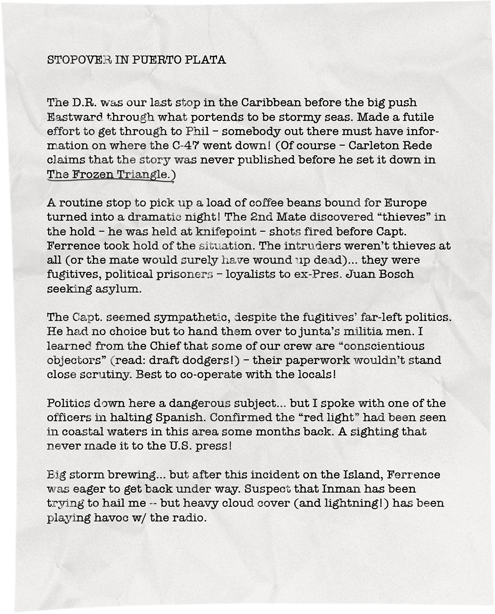 STOPOVER IN PUERTO PLATA
The D.R. was our last stop in the Caribbean before the big push
Eastward through what portends to be stormy seas. Made a futile
effort to get through to Phil – somebody out there must have infor-
mation on where the C-47 went down! (Of course – Carleton Rede
claims that the story was never published before he set it down in
The Frozen Triangle.)
A routine stop to pick up a load of coffee beans bound for Europe
turned into a dramatic night! The 2nd Mate discovered “thieves” in
the hold – he was held at knifepoint – shots fired before Capt.
Ferrence took hold of the situation. The intruders weren’t thieves at
all (or the mate would surely have wound up dead)... they were
fugitives, political prisoners – loyalists to ex-Pres. Juan Bosch
seeking asylum.
The Capt. seemed sympathetic, despite the fugitives’ far-left politics.
He had no choice but to hand them over to junta’s militia men. I
learned from the Chief that some of our crew are “conscientious
objectors” (read: draft dodgers!) – their paperwork wouldn’t stand
close scrutiny. Best to co-operate with the locals!
Politics down here a dangerous subject... but I spoke with one of the
officers in halting Spanish. Confirmed the “red light” had been seen
in coastal waters in this area some months back. A sighting that
never made it to the U.S. press!
Big storm brewing... but after this incident on the Island, Ferrence
was eager to get back under way. Suspect that Inman has been
trying to hail me -- but heavy cloud cover (and lightning!) has been
playing havoc w/ the radio.